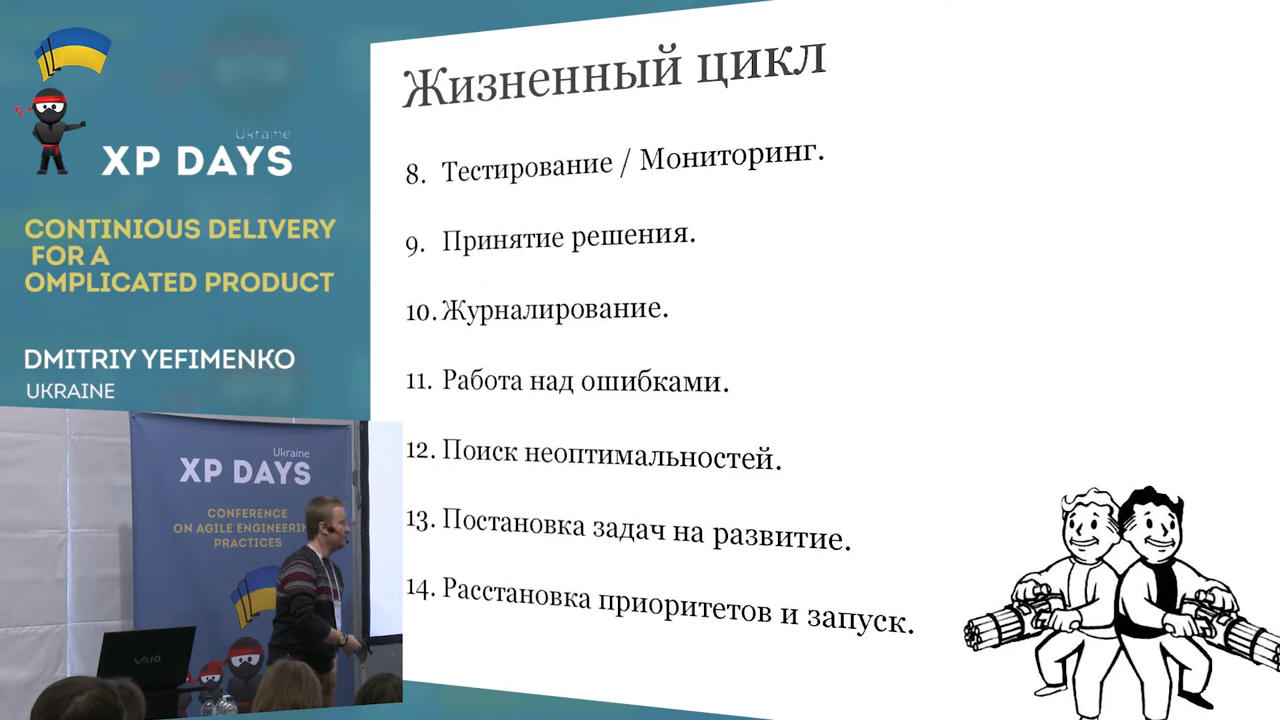 Ukraine
XP DAYS
CONTINIOUS DELIVERY
FOR A
OMPLICATED PRODUCT
DMITRIY YEFIMENKO
UKRAINE
Жизненный цикл
8. Тестирование / Мониторинг.
9. Принятие решения.
10. Журналирование.
11. Работа над ошибками.
12. Поиск неоптимальностей.
13. Постановка задач на развитие.
14. Расстановка приоритетов и запуск.
Ukraine
XP DAYS
CONFERENCE
ON AGILE ENGINEERIN
PRACTICES
VAIO